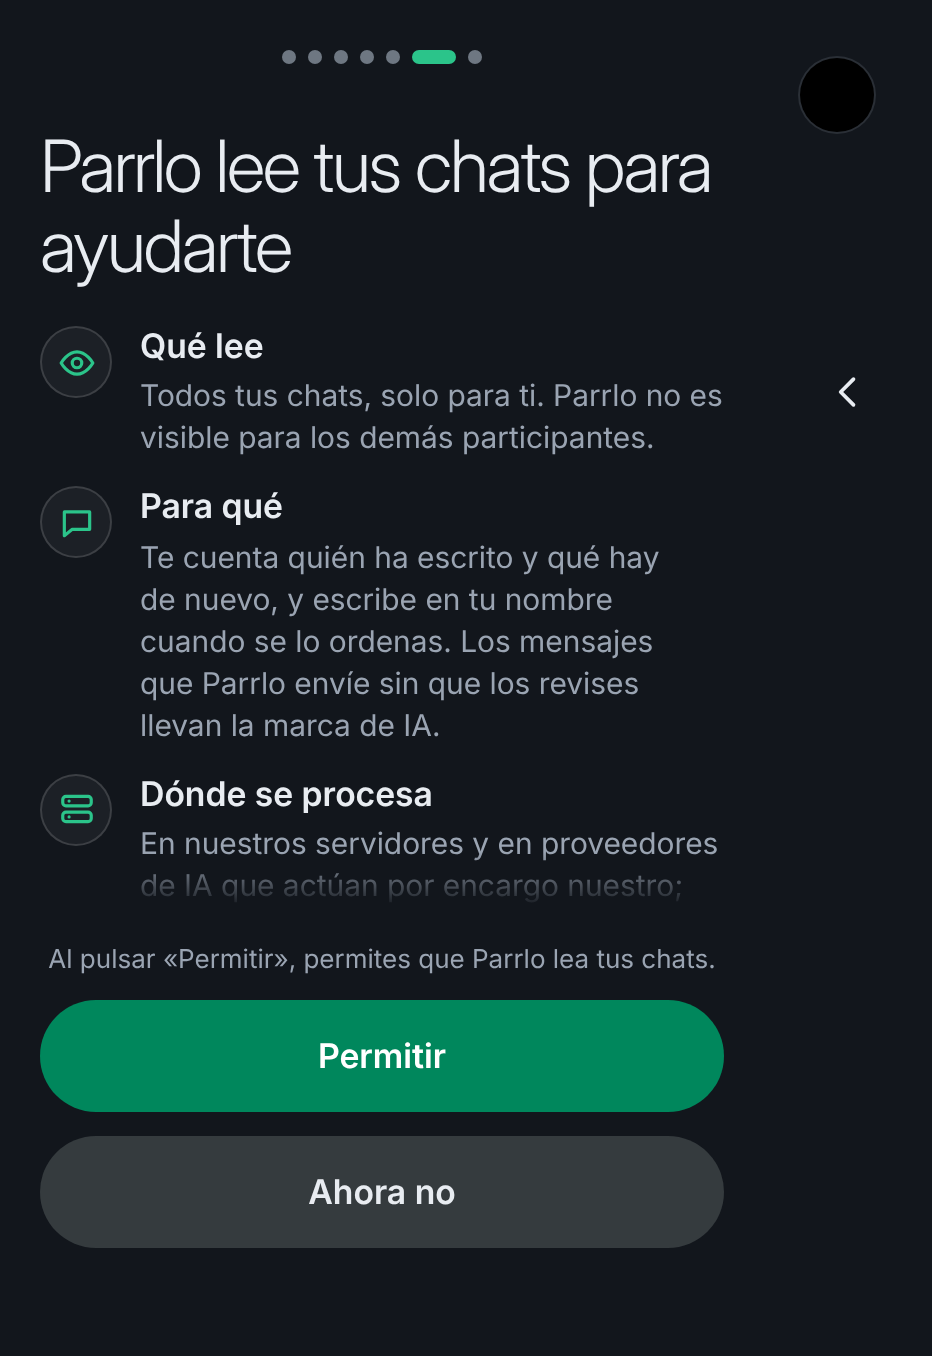 Parrlo lee tus chats para
ayudarte
Qué lee
Todos tus chats, solo para ti. Parrlo no es
visible para los demás participantes.
Para qué
Te cuenta quién ha escrito y qué hay
de nuevo, y escribe en tu nombre
cuando se lo ordenas. Los mensajes
que Parrlo envíe sin que los revises
llevan la marca de IA.
Dónde se procesa
En nuestros servidores y en proveedores
de IA que actúan por encargo nuestro;
Al pulsar «Permitir», permites que Parrlo lea tus chats.
Permitir
Ahora no